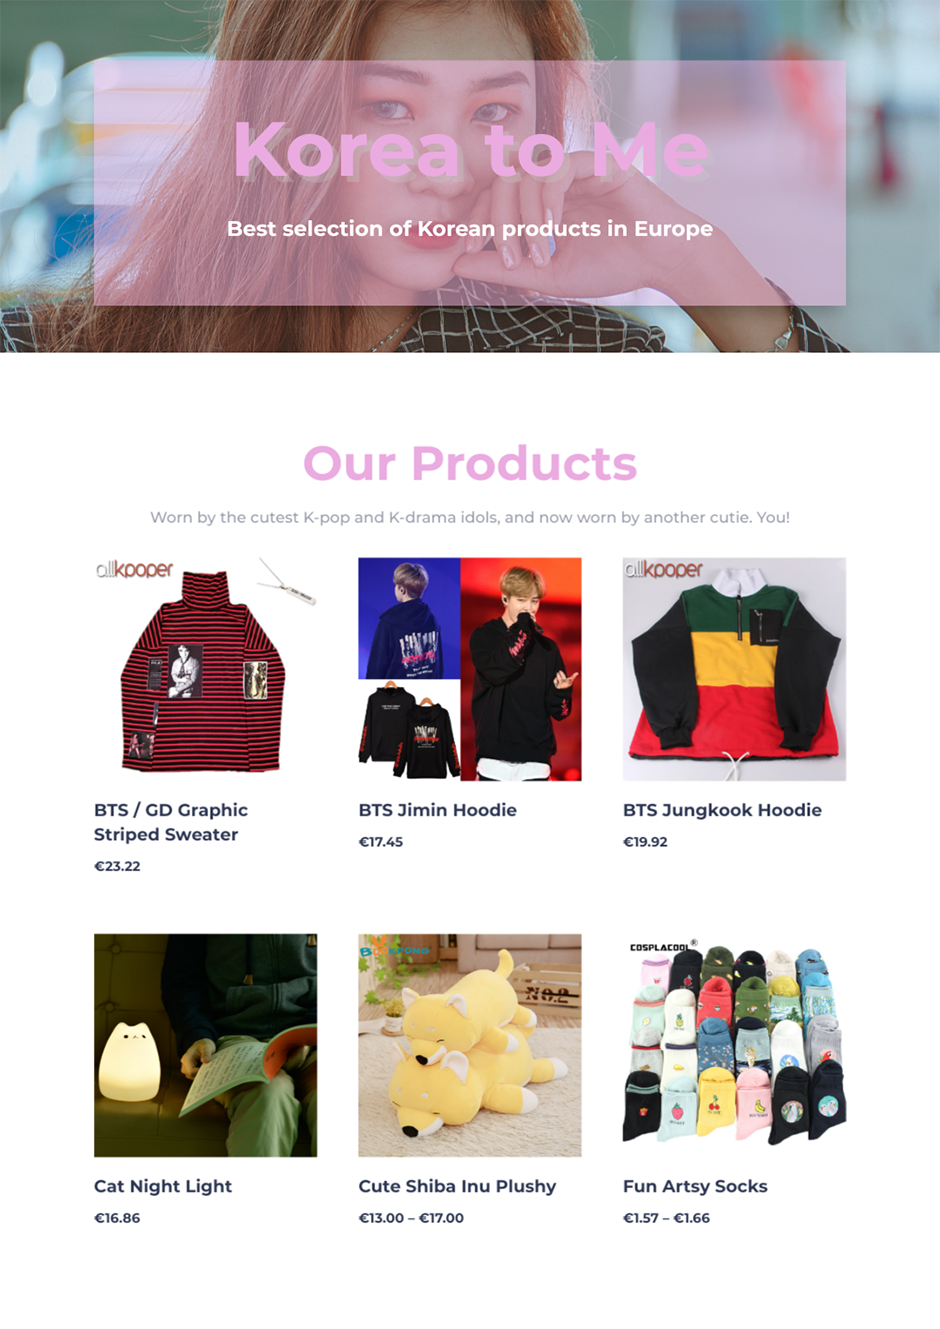 Korea to Me
Best selection of Korean products in Europe
Our Products
Worn by the cutest K-pop and K-drama idols, and now worn by another cutie. You!
allkpoper
allkpoper
BTS / GD Graphic
Striped Sweater
€23.22
BTS Jimin Hoodie
€17.45
BTS Jungkook Hoodie
€19.92
NO.2
COSPLACOOL®
Cat Night Light
€16.86
Cute Shiba Inu Plushy
€13.00 – €17.00
Fun Artsy Socks
€1.57 – €1.66